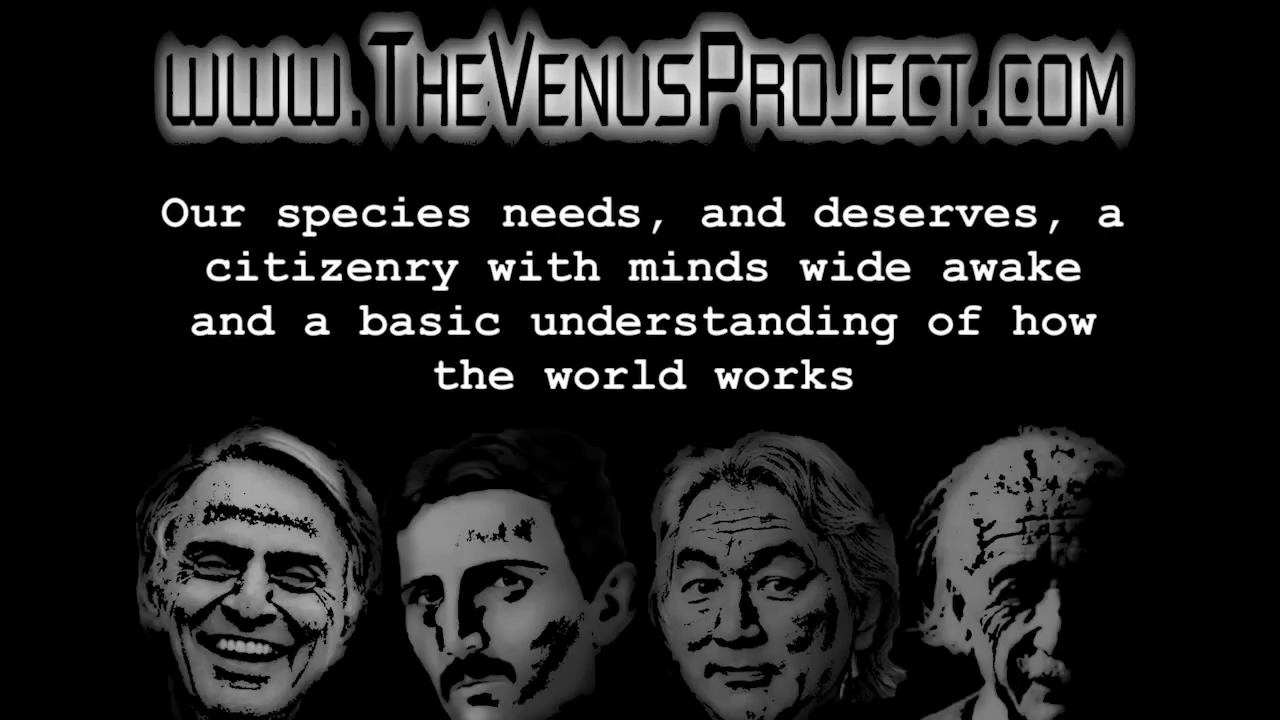 www.TheVenusProject.com
Our species needs, and deserves, a
citizenry with minds wide awake
and a basic understanding of how
the world works